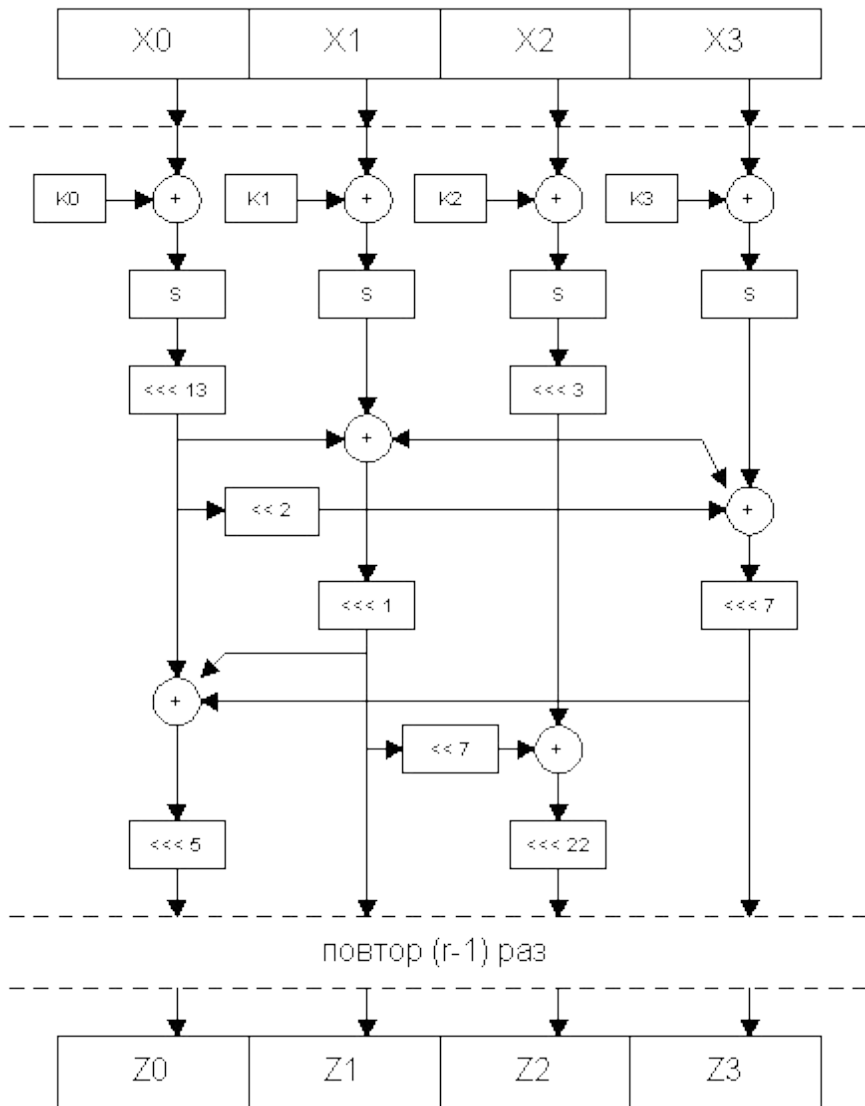 X0 X1 X2 X3
K0 + K1 + K2 + K3 +
S S S S
<<< 13 <<< 3
+
<< 2 +
<<< 1 <<< 7
+
<< 7 +
<<< 5 <<< 22
повтор (r-1) раз
Z0 Z1 Z2 Z3